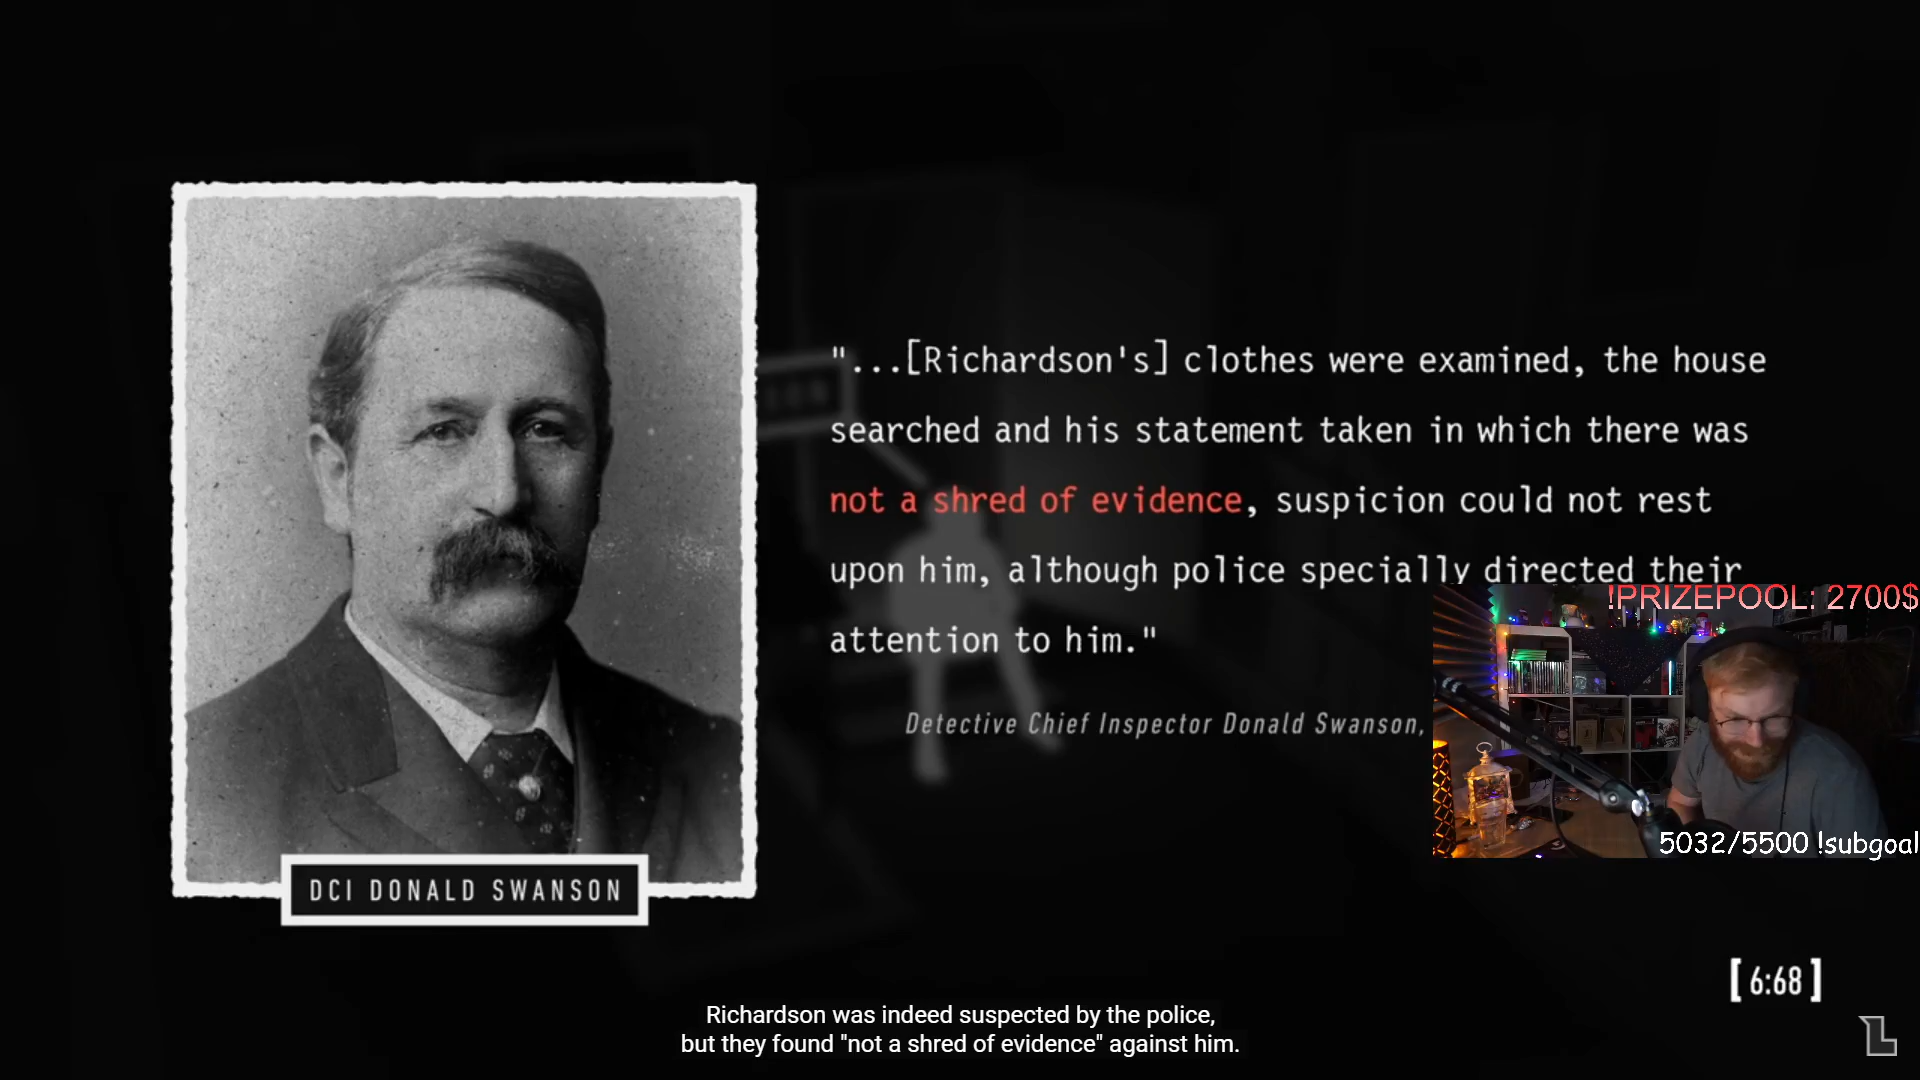 "...[Richardson's] clothes were examined, the house
searched and his statement taken in which there was
not a shred of evidence, suspicion could not rest
upon him, although police specially directed their
attention to him."
Detective Chief Inspector Donald Swanson,
!PRIZEPOOL: 2700$
5032/5500 !subgoal
DCI DONALD SWANSON
[ 6:68 ]
Richardson was indeed suspected by the police,
but they found "not a shred of evidence" against him.